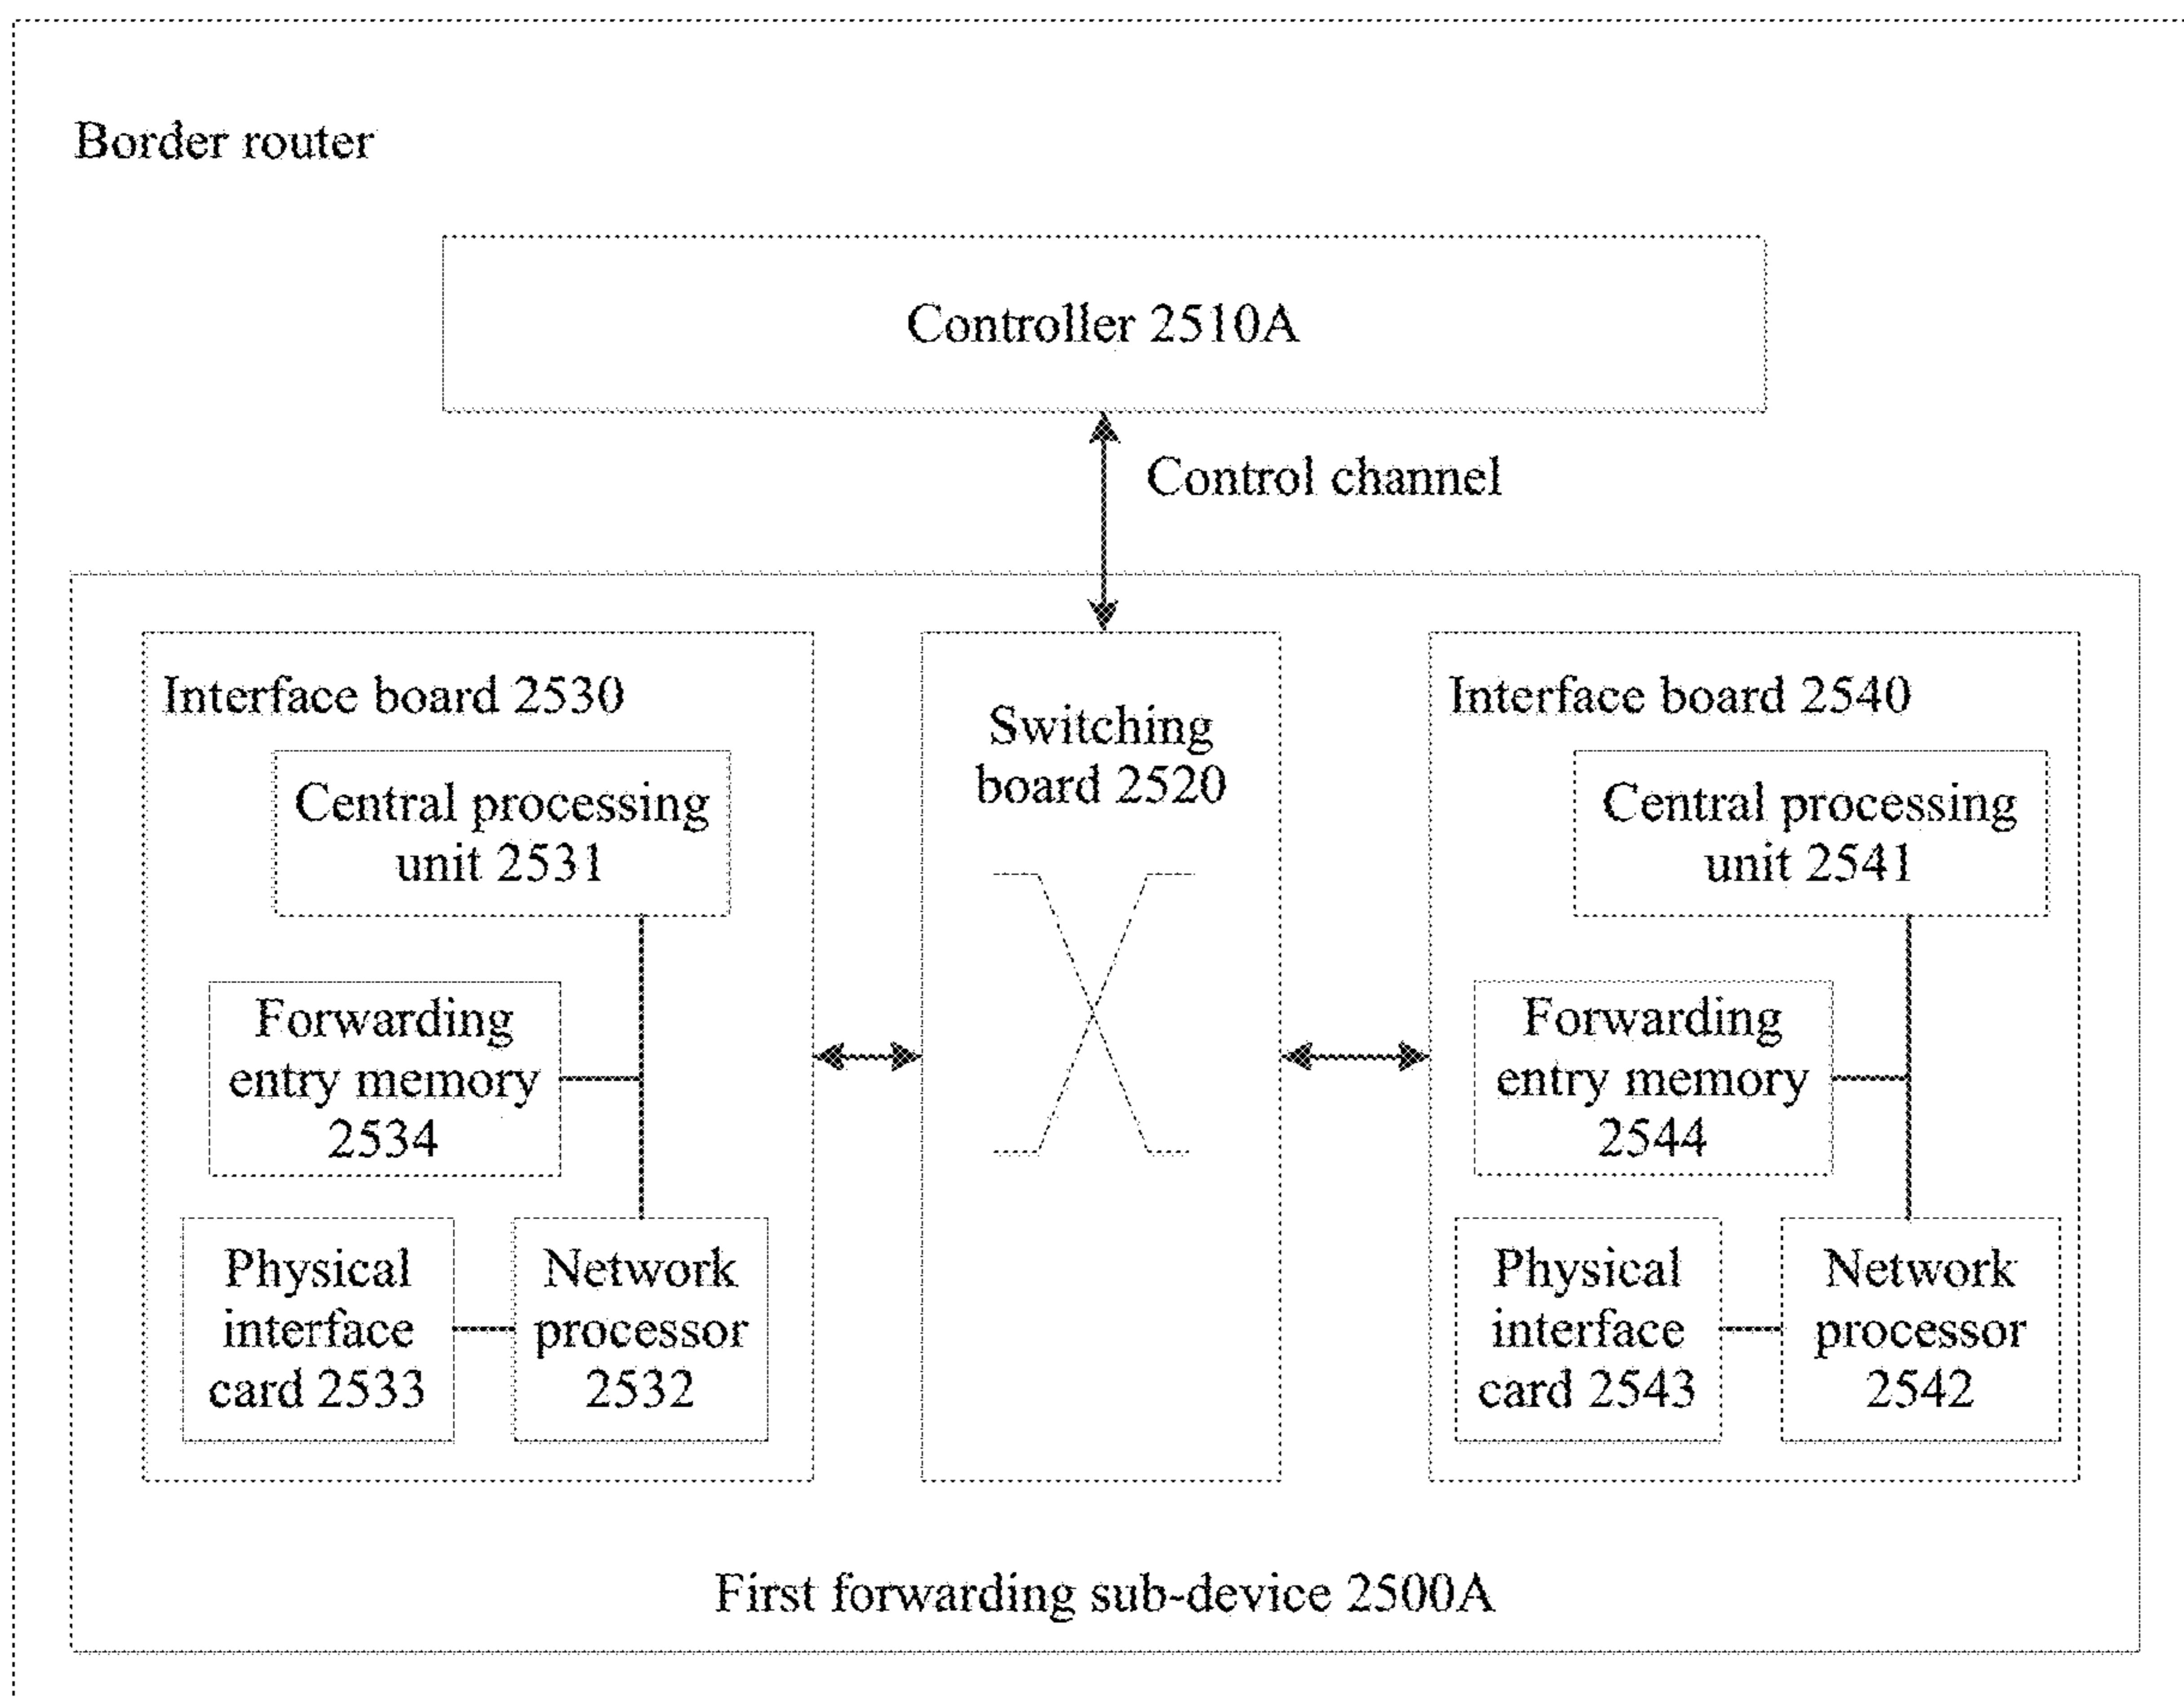 Border router
Controller 2510A
Control channel
Interface board 2530
Central processing
unit 2531
Forwarding
entry memory
2534
Physical
interface
card 2533
Network
processor
2532
Switching
board 2520
Interface board 2540
Central processing
unit 2541
Forwarding
entry memory
2544
Physical
interface
card 2543
Network
processor
2542
First forwarding sub-device 2500A